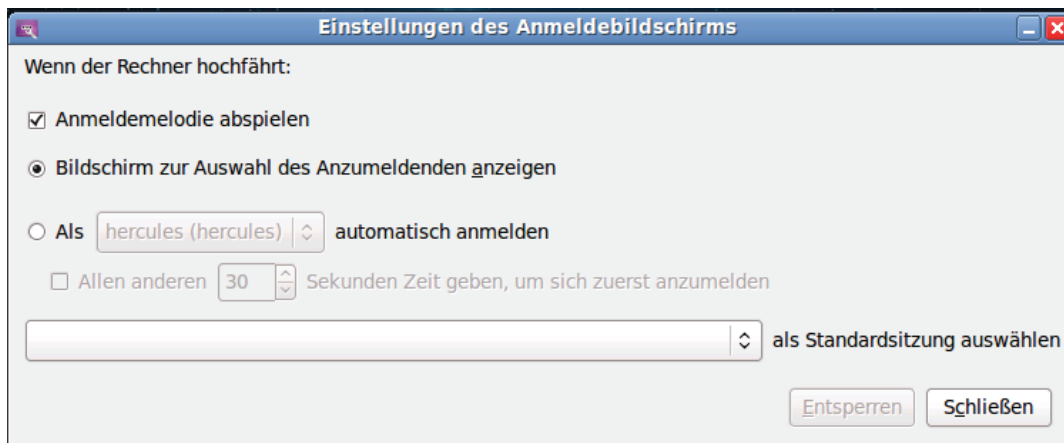 Einstellungen des Anmeldebildschirms
Wenn der Rechner hochfährt:
Anmeldemelodie abspielen
Bildschirm zur Auswahl des Anzumeldenden anzeigen
Als hercules (hercules) automatisch anmelden
Allen anderen 30 Sekunden Zeit geben, um sich zuerst anzumelden
als Standardsitzung auswählen
Entsperren Schließen